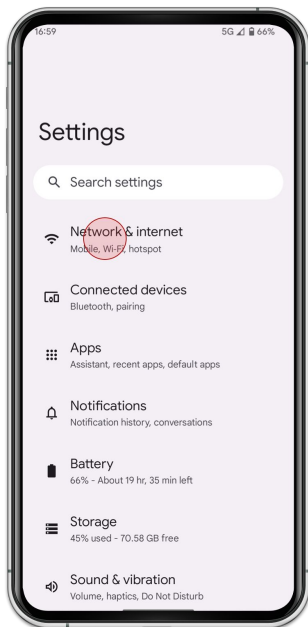 16:59
5G 66%
Settings
Search settings
Network & internet
Mobile, Wi-Fi, hotspot
Connected devices
Bluetooth, pairing
Apps
Assistant, recent apps, default apps
Notifications
Notification history, conversations
Battery
66% - About 19 hr, 35 min left
Storage
45% used - 70.58 GB free
Sound & vibration
Volume, haptics, Do Not Disturb